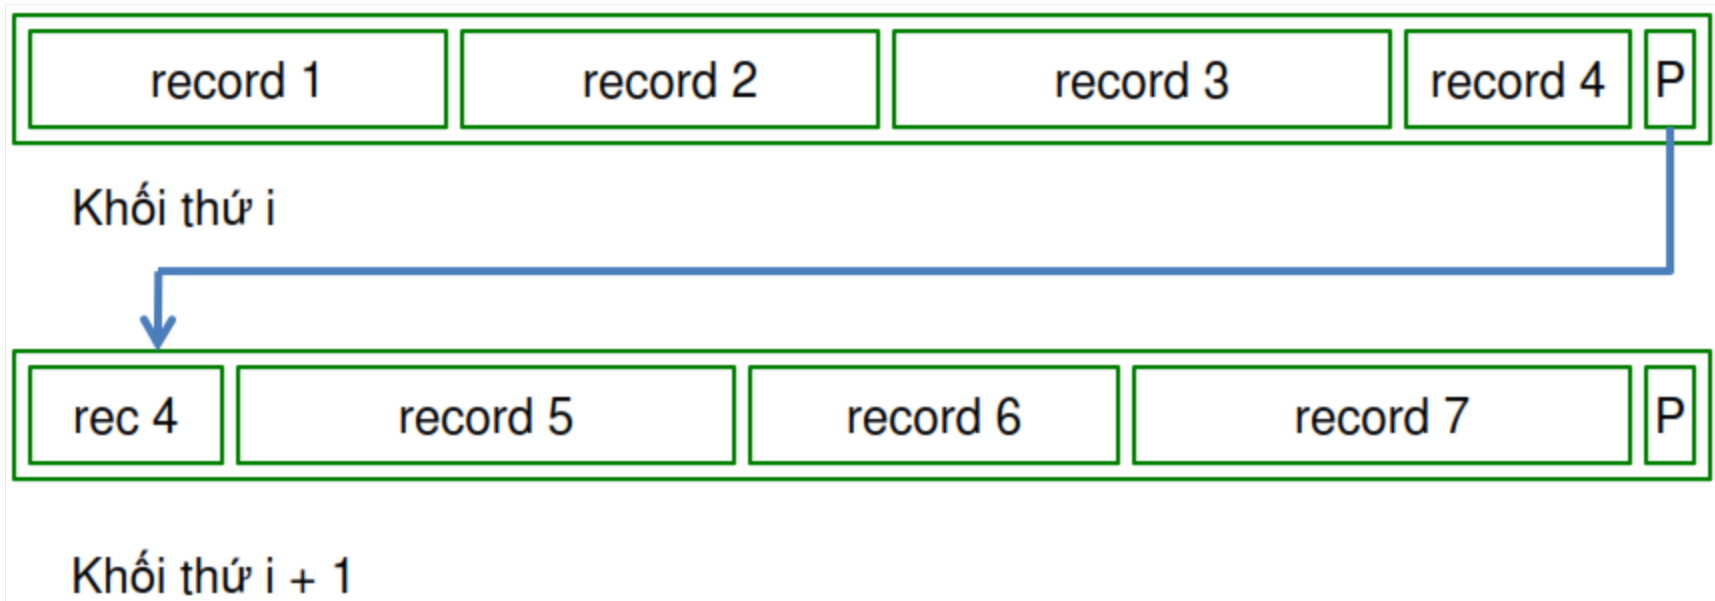 record 1 record 2 record 3 record 4 P
Khối thứ i
rec 4 record 5 record 6 record 7 P
Khối thứ i + 1